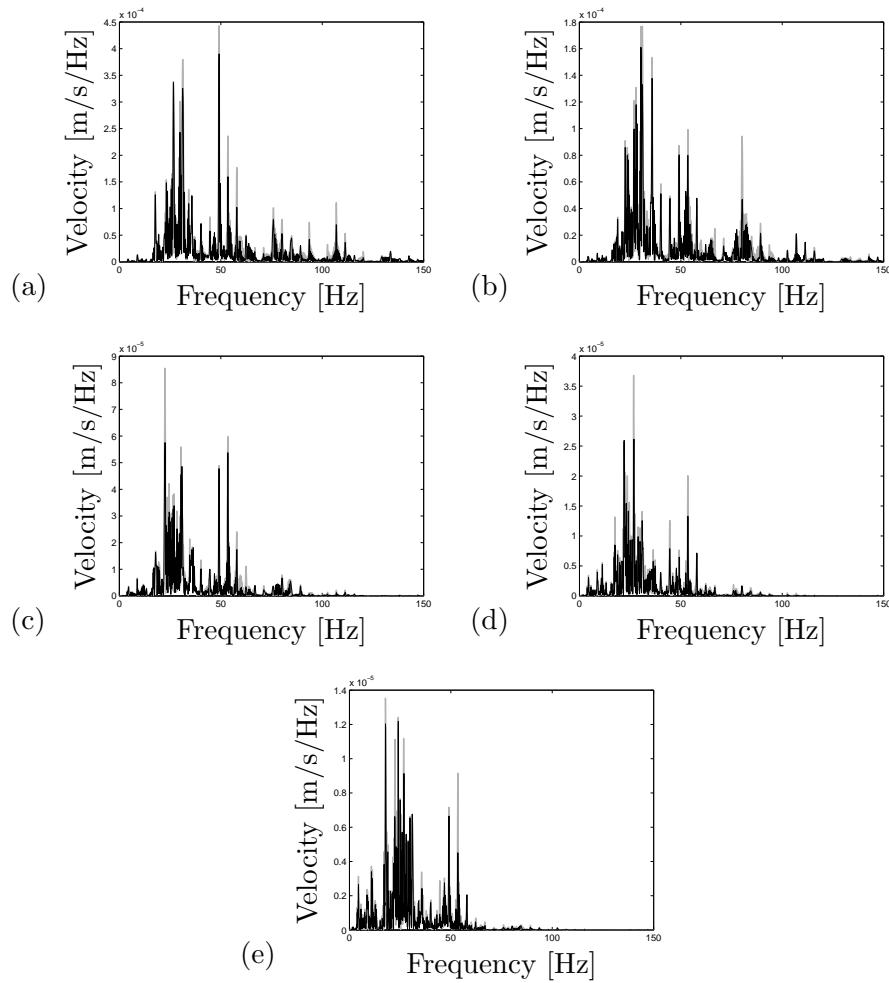 x 10⁻⁴
4.5
4
3.5
3
2.5
2
1.5
1
0.5
0
0 50 100 150
Velocity [m/s/Hz]
Frequency [Hz]
(a)
x 10⁻⁴
1.8
1.6
1.4
1.2
1
0.8
0.6
0.4
0.2
0
0 50 100 150
Velocity [m/s/Hz]
Frequency [Hz]
(b)
x 10⁻⁵
9
8
7
6
5
4
3
2
1
0
0 50 100 150
Velocity [m/s/Hz]
Frequency [Hz]
(c)
x 10⁻⁵
4
3.5
3
2.5
2
1.5
1
0.5
0
0 50 100 150
Velocity [m/s/Hz]
Frequency [Hz]
(d)
x 10⁻⁵
1.4
1.2
1
0.8
0.6
0.4
0.2
0
0 50 100 150
Velocity [m/s/Hz]
Frequency [Hz]
(e)